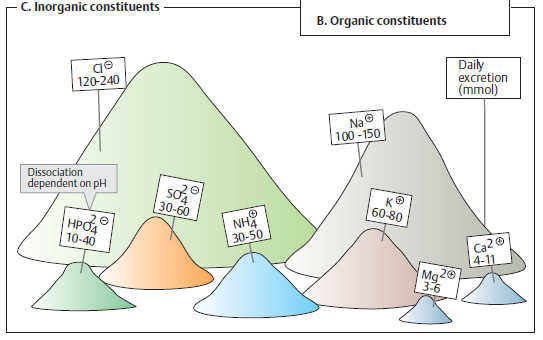 C. Inorganic constituents
B. Organic constituents
Cl⊖
120-240
Daily
excretion
(mmol)
Na⊕
100 -150
Dissociation
dependent on pH
SO4 2⊖
30-60
K⊕
60-80
HPO4 2⊖
10-40
NH4⊕
30-50
Ca2⊕
4-11
Mg2⊕
3-6